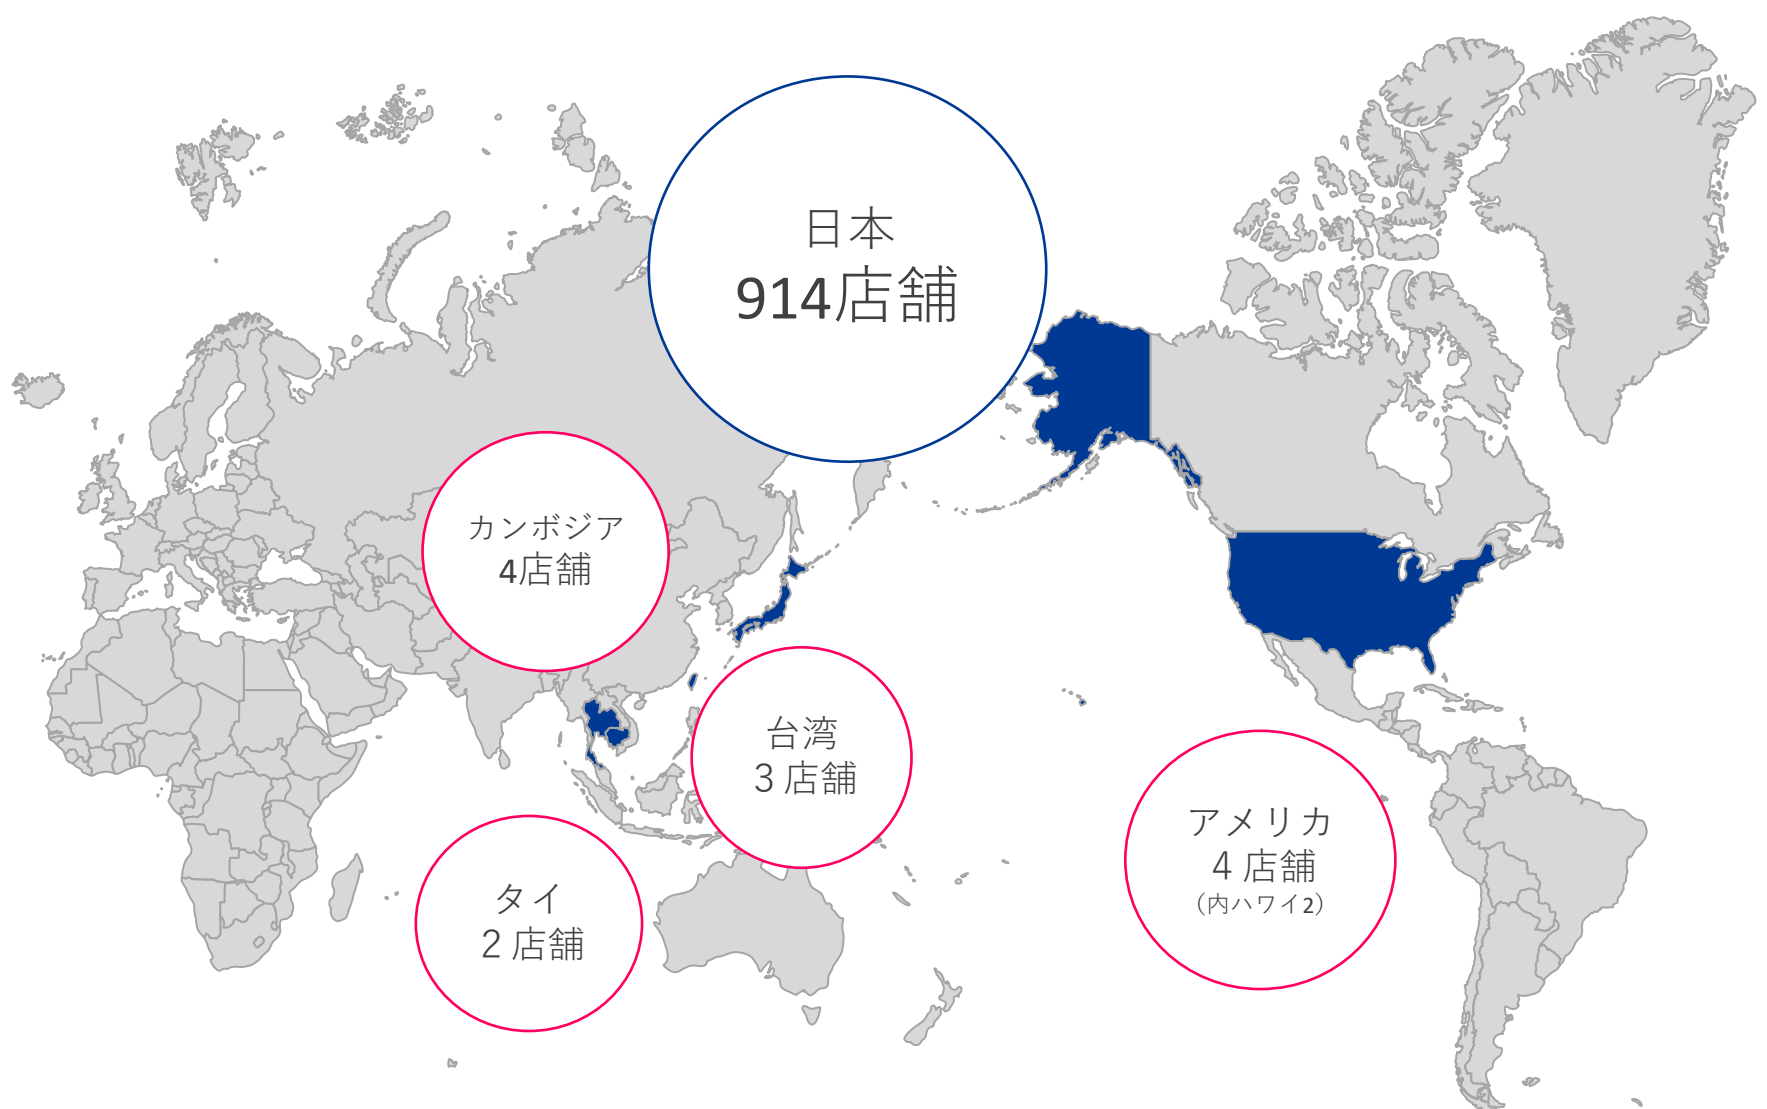 日本
914店舗
カンボジア
4店舗
台湾
3店舗
アメリカ
4店舗
（内ハワイ2）
タイ
2店舗